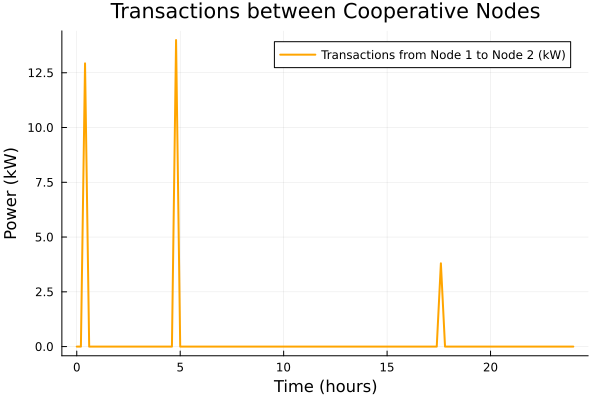 Transactions between Cooperative Nodes
Transactions from Node 1 to Node 2 (kW)
Power (kW)
12.5
10.0
7.5
5.0
2.5
0.0
0 5 10 15 20
Time (hours)